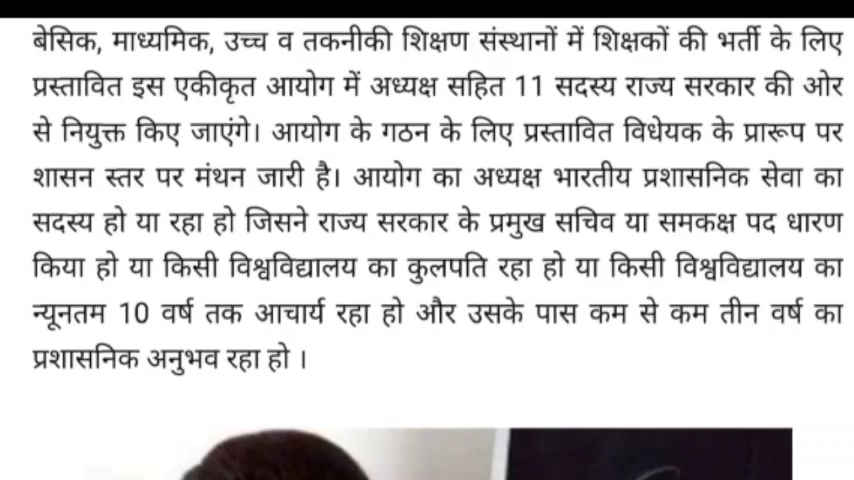 बेसिक, माध्यमिक, उच्च व तकनीकी शिक्षण संस्थानों में शिक्षकों की भर्ती के लिए
प्रस्तावित इस एकीकृत आयोग में अध्यक्ष सहित 11 सदस्य राज्य सरकार की ओर
से नियुक्त किए जाएंगे। आयोग के गठन के लिए प्रस्तावित विधेयक के प्रारूप पर
शासन स्तर पर मंथन जारी है। आयोग का अध्यक्ष भारतीय प्रशासनिक सेवा का
सदस्य हो या रहा हो जिसने राज्य सरकार के प्रमुख सचिव या समकक्ष पद धारण
किया हो या किसी विश्वविद्यालय का कुलपति रहा हो या किसी विश्वविद्यालय का
न्यूनतम 10 वर्ष तक आचार्य रहा हो और उसके पास कम से कम तीन वर्ष का
प्रशासनिक अनुभव रहा हो ।